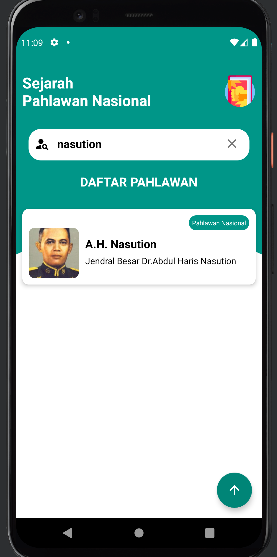 11:09
Sejarah
Pahlawan Nasional
nasution
DAFTAR PAHLAWAN
Pahlawan Nasional
A.H. Nasution
Jendral Besar Dr.Abdul Haris Nasution